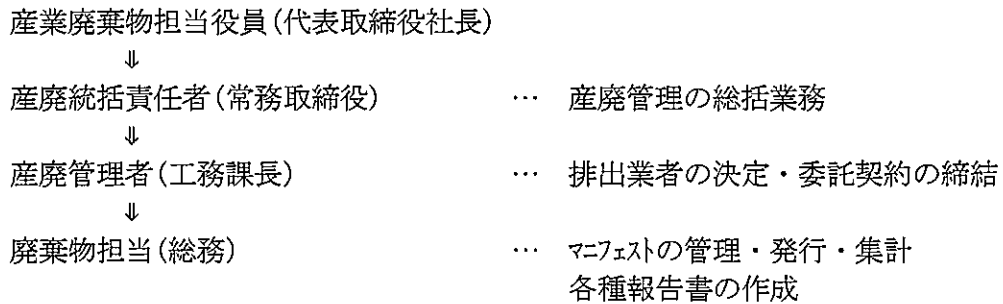 産業廃棄物担当役員(代表取締役社長)
⇓
産廃統括責任者(常務取締役) … 産廃管理の総括業務
⇓
産廃管理者(工務課長) … 排出業者の決定・委託契約の締結
⇓
廃棄物担当(総務) … ﾏﾆﾌｪｽﾄの管理・発行・集計
各種報告書の作成